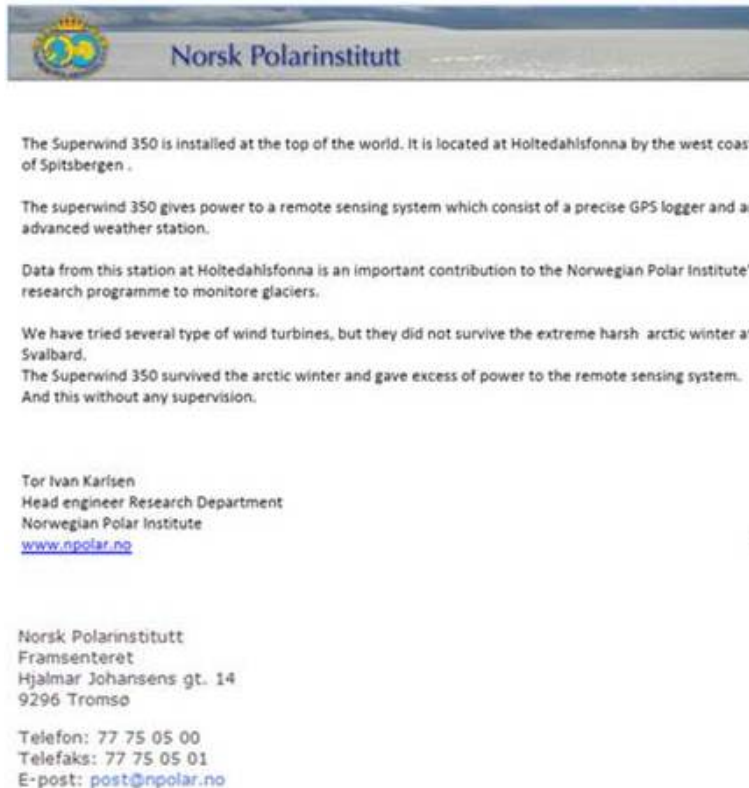 Norsk Polarinstitutt
The Superwind 350 is installed at the top of the world. It is located at Holtedahlsfonna by the west coas
of Spitsbergen .
The superwind 350 gives power to a remote sensing system which consist of a precise GPS logger and a
advanced weather station.
Data from this station at Holtedahlsfonna is an important contribution to the Norwegian Polar Institute'
research programme to monitore glaciers.
We have tried several type of wind turbines, but they did not survive the extreme harsh arctic winter a
Svalbard.
The Superwind 350 survived the arctic winter and gave excess of power to the remote sensing system.
And this without any supervision.
Tor Ivan Karlsen
Head engineer Research Department
Norwegian Polar Institute
www.npolar.no
Norsk Polarinstitutt
Framsenteret
Hjalmar Johansens gt. 14
9296 Tromsø
Telefon: 77 75 05 00
Telefaks: 77 75 05 01
E-post: post@npolar.no